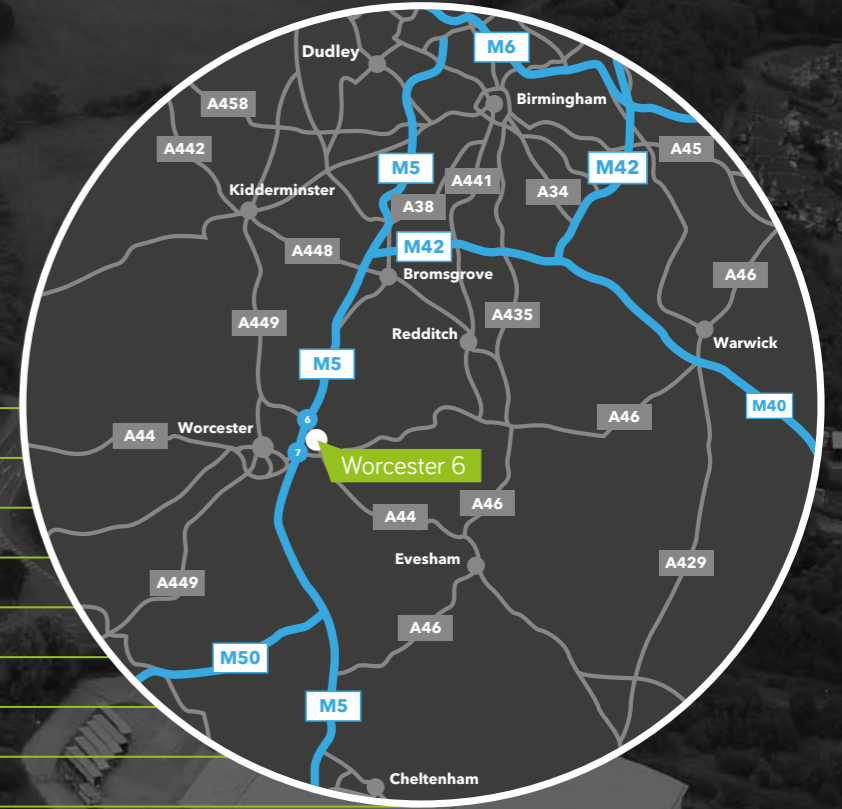 M6
Dudley
Birmingham
A458
A442
A45
M5
M42
A441
A34
Kidderminster
A38
A448
M42
Bromsgrove
A46
A449
A435
Redditch
Warwick
M5
M40
6
A46
A44
Worcester
7
Worcester 6
A46
A44
Evesham
A429
A449
A46
M50
M5
Cheltenham